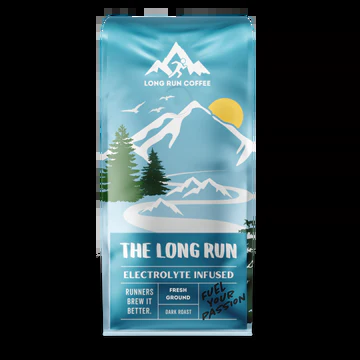 LONG RUN COFFEE
THE LONG RUN
ELECTROLYTE INFUSED
RUNNERS
BREW IT
BETTER.
FRESH
GROUND
DARK ROAST
FUEL
YOUR
PASSION